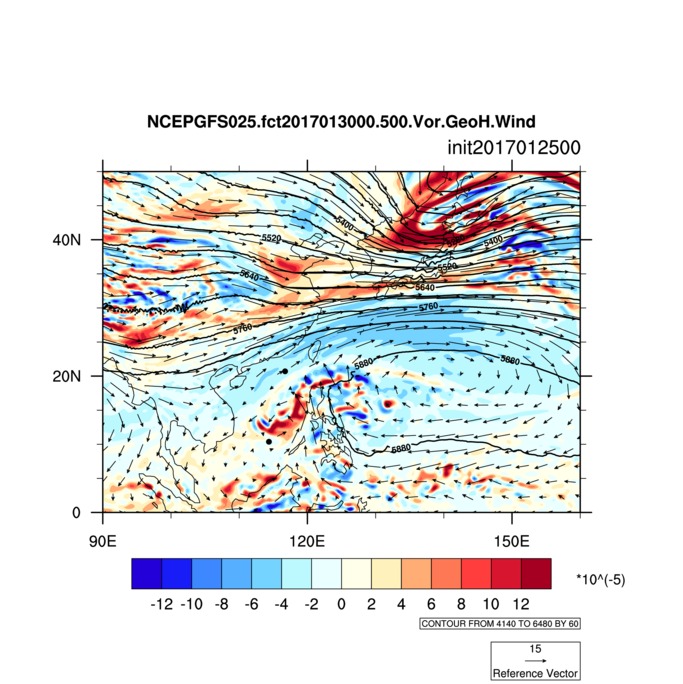 NCEPGFS025.fct2017013000.500.Vor.GeoH.Wind
init2017012500
5400
40N
5520
5400
5520
5640
5640
5760
5760
5880
5880
20N
5880
0
90E 120E 150E
-12 -10 -8 -6 -4 -2 0 2 4 6 8 10 12
*10^(-5)
CONTOUR FROM 4140 TO 6480 BY 60
15
Reference Vector